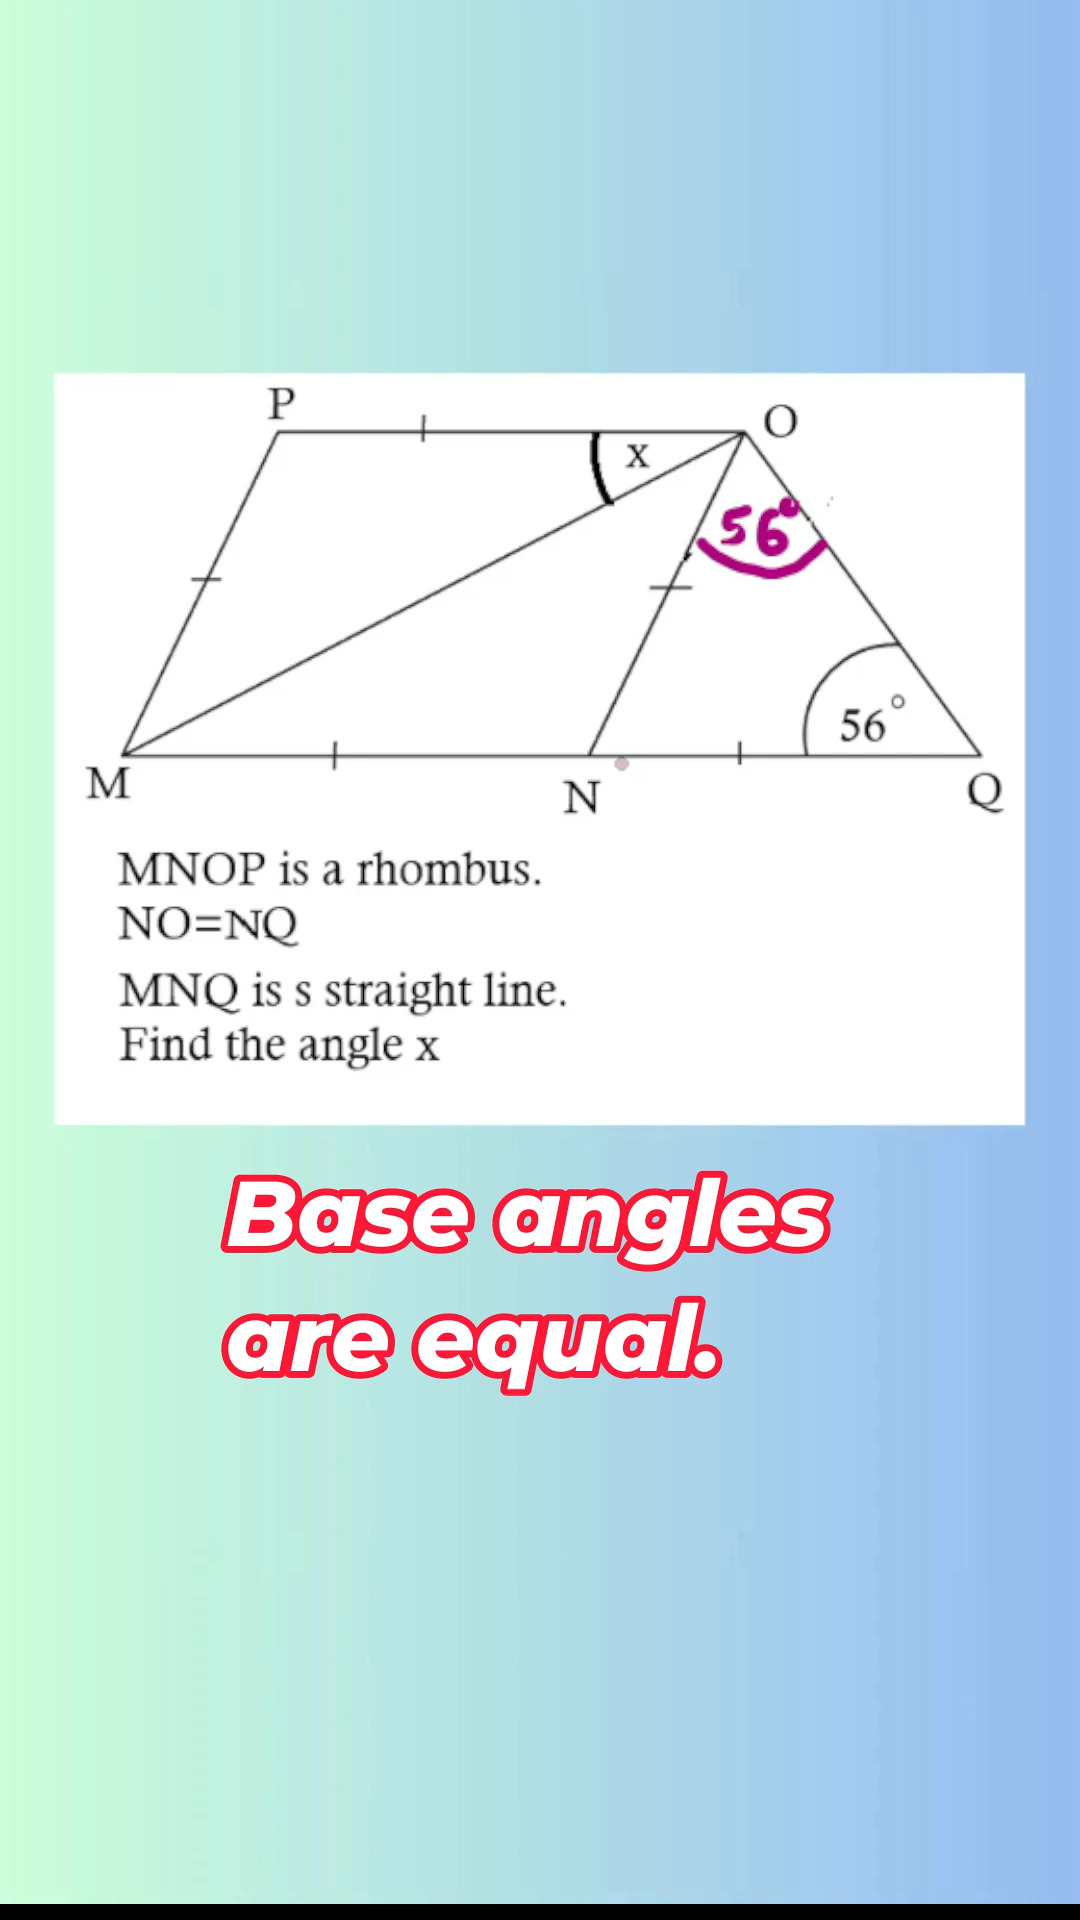 P
O
x
56°
56°
M
N
Q
MNOP is a rhombus.
NO=NQ
MNQ is s straight line.
Find the angle x
Base angles
are equal.